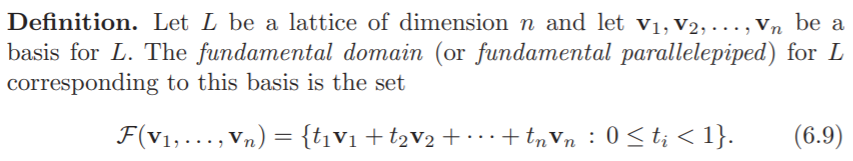 Definition. Let L be a lattice of dimension n and let v₁, v₂, . . . , vₙ be a
basis for L. The fundamental domain (or fundamental parallelepiped) for L
corresponding to this basis is the set
F(v₁, . . . , vₙ) = {t₁v₁ + t₂v₂ + · · · + tₙvₙ : 0 ≤ tᵢ < 1}. (6.9)